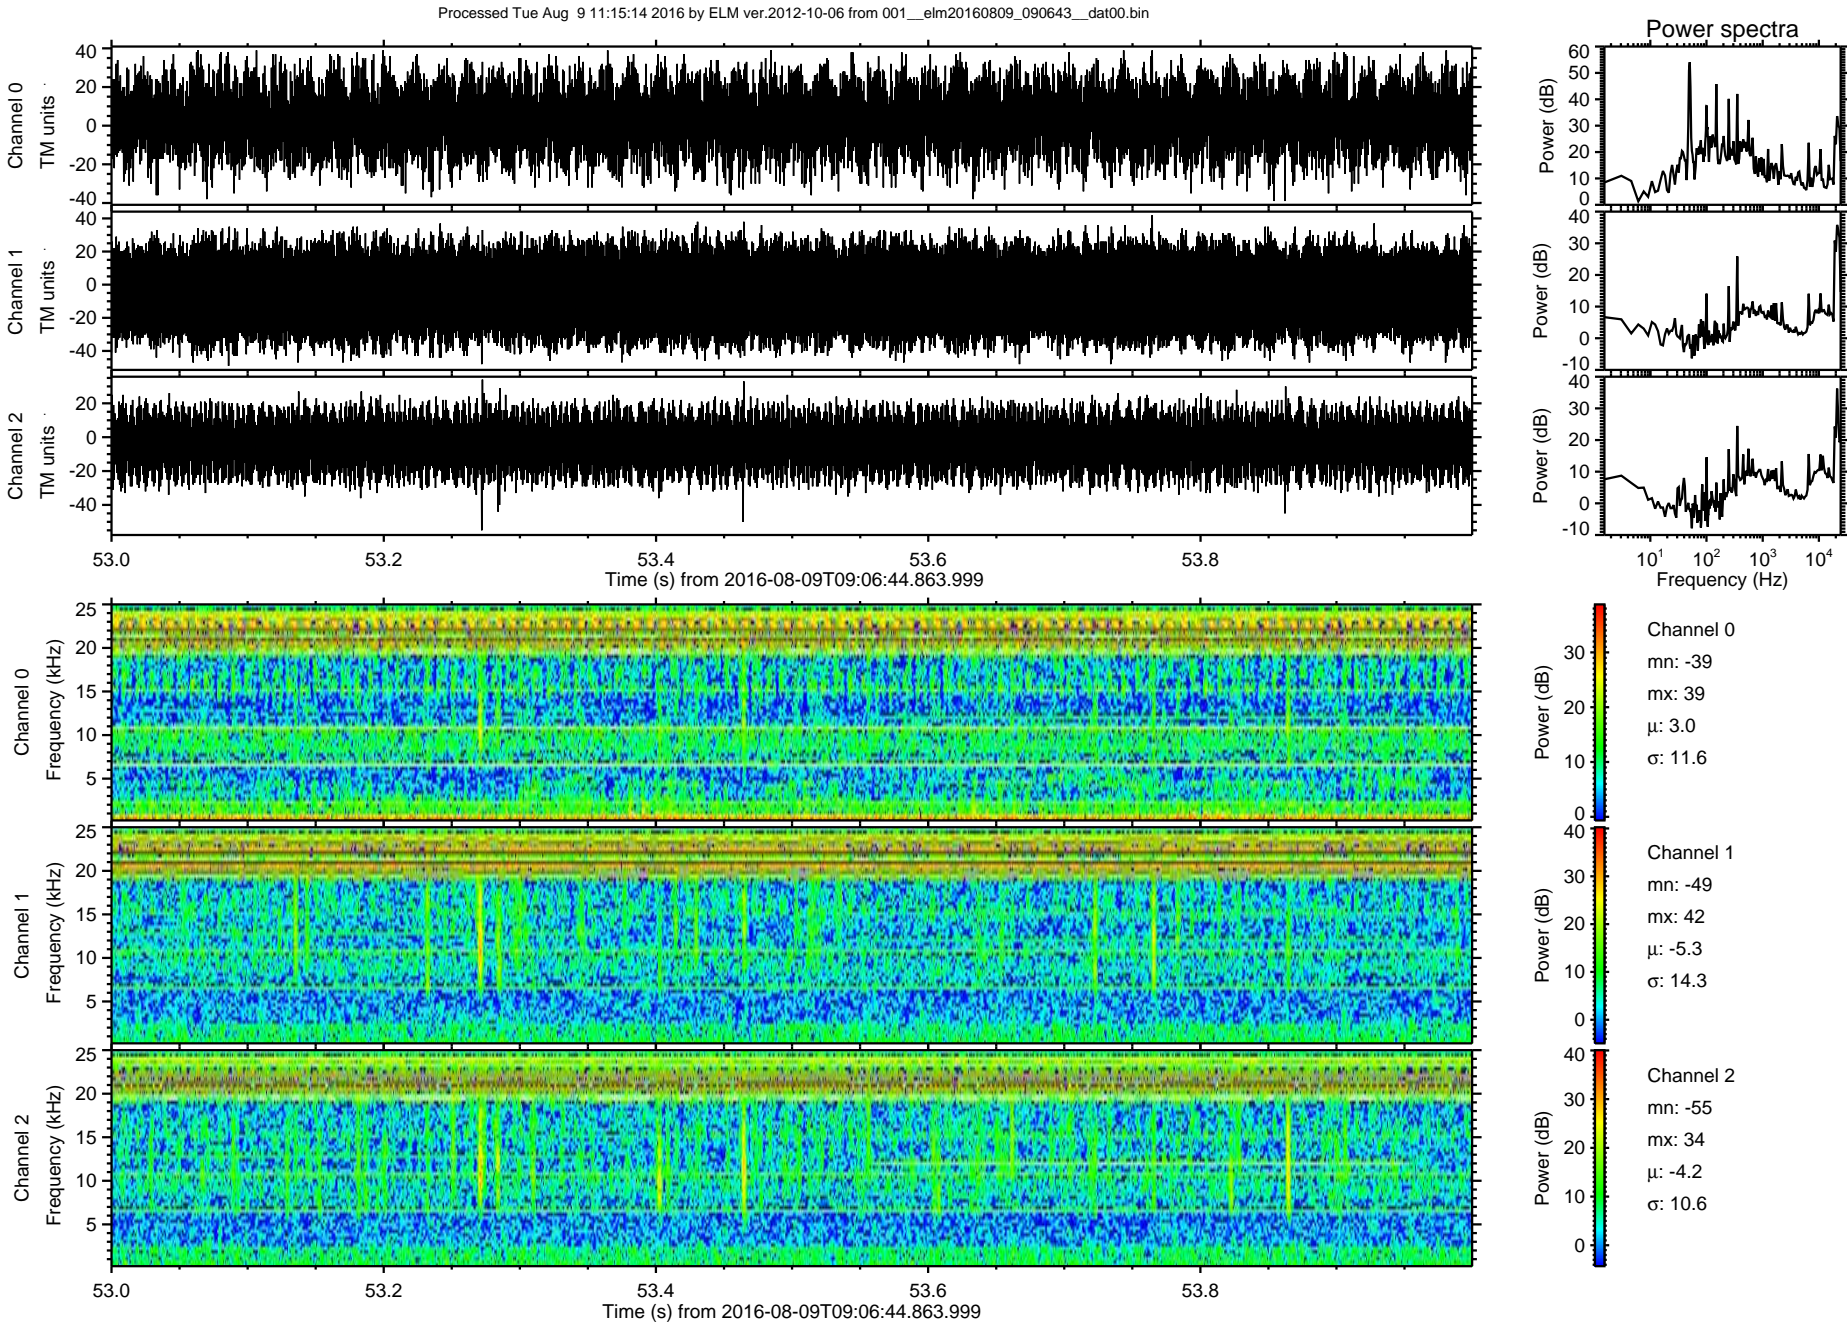 Processed Tue Aug 9 11:15:14 2016 by ELM ver.2012-10-06 from 001__elm20160809_090643__dat00.bin
Power spectra
Channel 0
TM units
40
20
0
-20
-40
Power (dB)
60
50
40
30
20
10
0
Channel 1
TM units
40
20
0
-20
-40
Power (dB)
40
30
20
10
0
-10
Channel 2
TM units
20
0
-20
-40
Power (dB)
40
30
20
10
0
-10
53.0 53.2 53.4 53.6 53.8
Time (s) from 2016-08-09T09:06:44.863.999
10¹ 10² 10³ 10⁴
Frequency (Hz)
Channel 0
Frequency (kHz)
25
20
15
10
5
Power (dB)
30
20
10
0
Channel 0
mn: -39
mx: 39
μ: 3.0
σ: 11.6
Channel 1
Frequency (kHz)
25
20
15
10
5
Power (dB)
40
30
20
10
0
Channel 1
mn: -49
mx: 42
μ: -5.3
σ: 14.3
Channel 2
Frequency (kHz)
25
20
15
10
5
Power (dB)
40
30
20
10
0
Channel 2
mn: -55
mx: 34
μ: -4.2
σ: 10.6
53.0 53.2 53.4 53.6 53.8
Time (s) from 2016-08-09T09:06:44.863.999